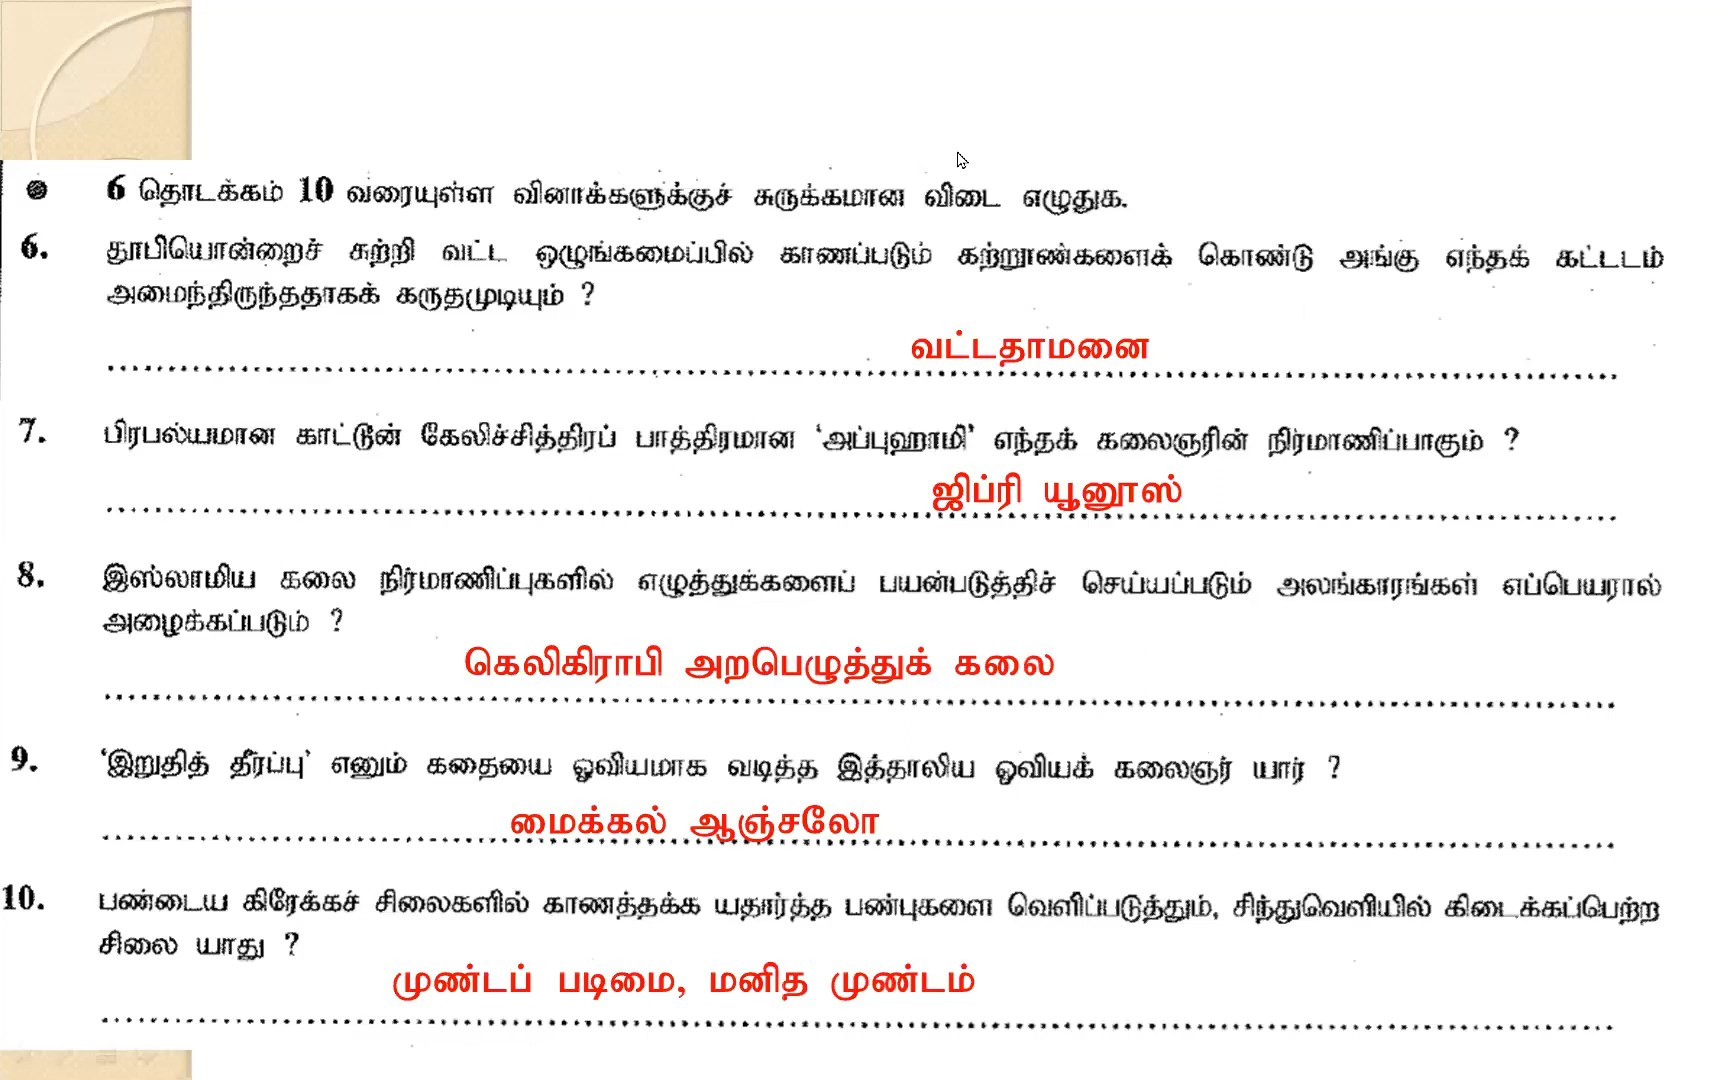 6 தொடக்கம் 10 வரையுள்ள வினாக்களுக்குச் சுருக்கமான விடை எழுதுக.
6. தூபியொன்றைச் சுற்றி வட்ட ஒழுங்கமைப்பில் காணப்படும் கற்றூண்களைக் கொண்டு அங்கு எந்தக் கட்டடம்
அமைந்திருந்ததாகக் கருதமுடியும் ?
வட்டதாமனை
7. பிரபல்யமான காட்டூன் கேலிச்சித்திரப் பாத்திரமான ‘அப்புஹாமி’ எந்தக் கலைஞரின் நிர்மாணிப்பாகும் ?
ஜிப்ரி யூனூஸ்
8. இஸ்லாமிய கலை நிர்மாணிப்புகளில் எழுத்துக்களைப் பயன்படுத்திச் செய்யப்படும் அலங்காரங்கள் எப்பெயரால்
அழைக்கப்படும் ?
கெலிகிராபி அறபெழுத்துக் கலை
9. ‘இறுதித் தீர்ப்பு’ எனும் கதையை ஓவியமாக வடித்த இத்தாலிய ஓவியக் கலைஞர் யார் ?
மைக்கல் ஆஞ்சலோ
10. பண்டைய கிரேக்கச் சிலைகளில் காணத்தக்க யதார்த்த பண்புகளை வெளிப்படுத்தும், சிந்துவெளியில் கிடைக்கப்பெற்ற
சிலை யாது ?
முண்டப் படிமை, மனித முண்டம்